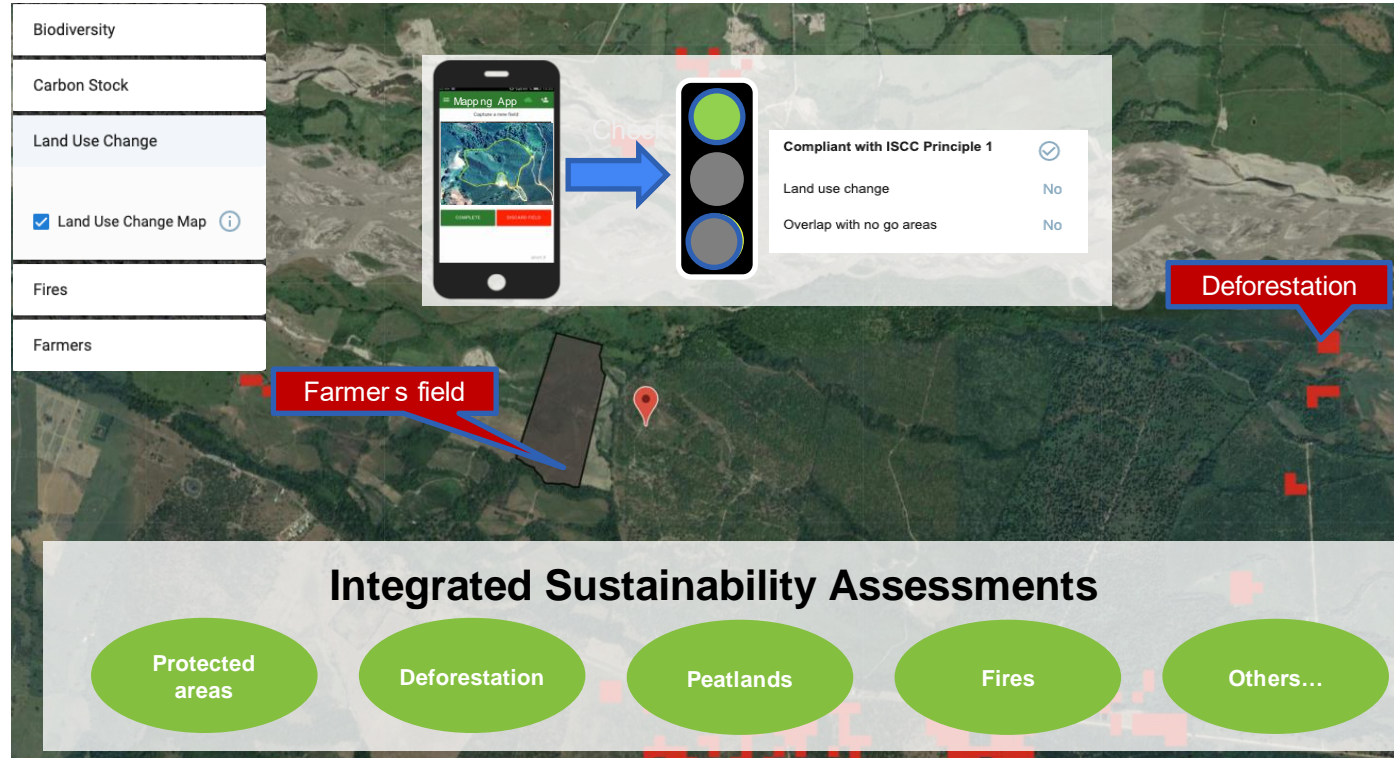 Biodiversity
Carbon Stock
Land Use Change
Land Use Change Map
Fires
Farmers
Mapp ng App
Capture a new field
COMPLETE
DISCARD FIELD
Check
Compliant with ISCC Principle 1
Land use change No
Overlap with no go areas No
Deforestation
Farmer s field
Integrated Sustainability Assessments
Protected
areas
Deforestation
Peatlands
Fires
Others…